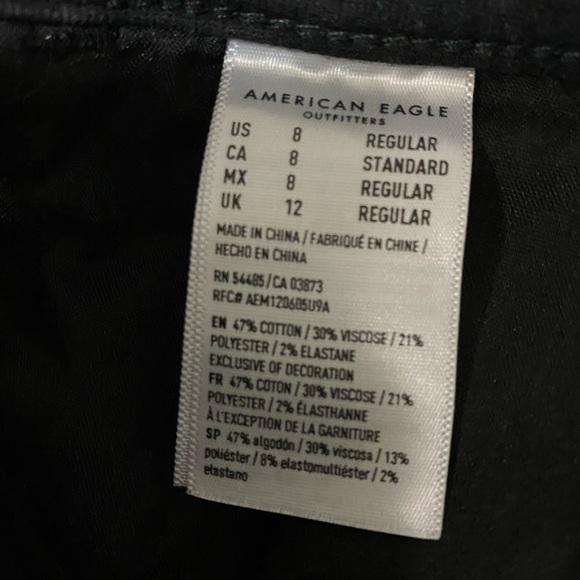 AMERICAN EAGLE
OUTFITTERS
US 8 REGULAR
CA 8 STANDARD
MX 8 REGULAR
UK 12 REGULAR
MADE IN CHINA / FABRIQUÉ EN CHINE /
HECHO EN CHINA
RN 54485/CA 03873
RFC# AEM120605U9A
EN 47% COTTON / 30% VISCOSE / 21%
POLYESTER / 2% ELASTANE
EXCLUSIVE OF DECORATION
FR 47% COTON / 30% VISCOSE / 21%
POLYESTER / 2% ÉLASTHANNE
À L'EXCEPTION DE LA GARNITURE
SP 47% algodón / 30% viscosa / 13%
poliéster / 8% elastomultiéster / 2%
elastano